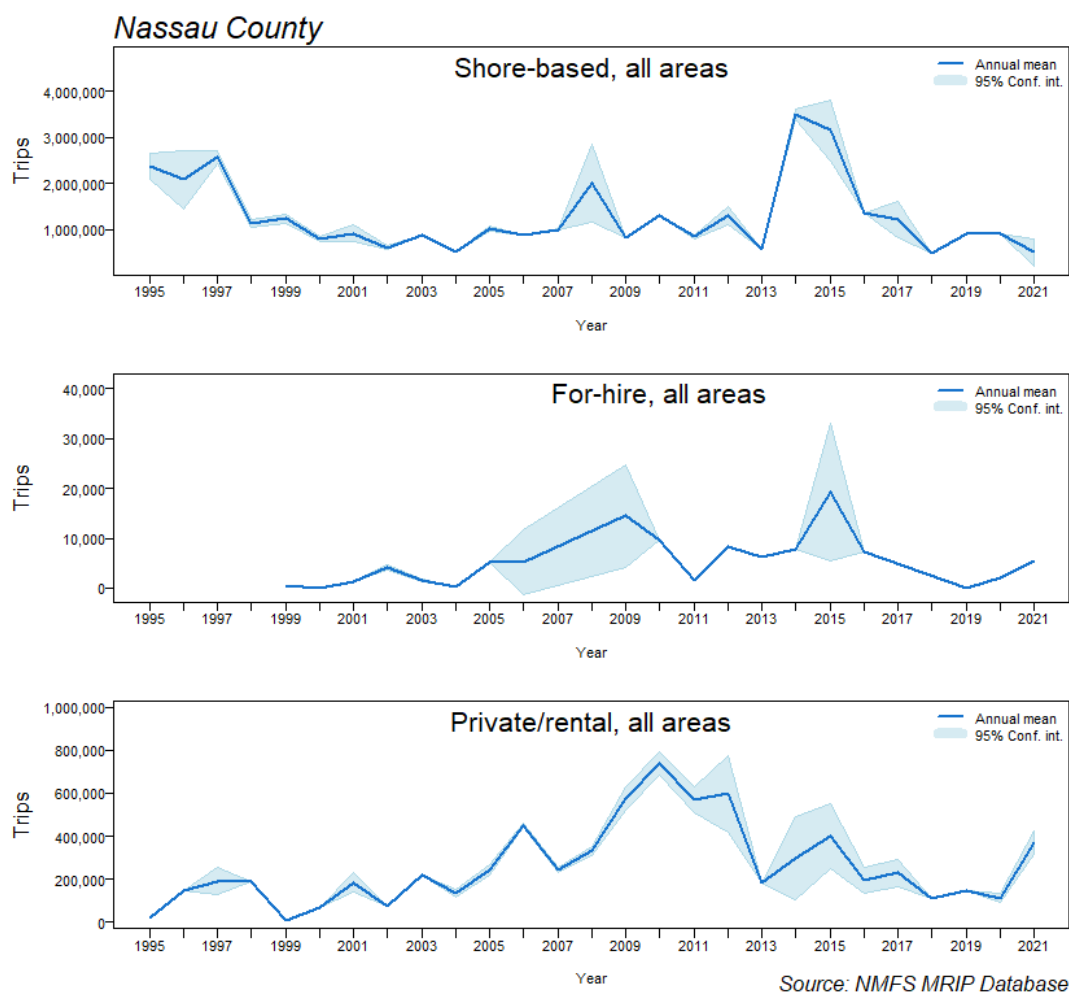 Nassau County
Shore-based, all areas
Annual mean
95% Conf. int.
Trips
4,000,000
3,000,000
2,000,000
1,000,000
1995 1997 1999 2001 2003 2005 2007 2009 2011 2013 2015 2017 2019 2021
Year
For-hire, all areas
Annual mean
95% Conf. int.
Trips
40,000
30,000
20,000
10,000
0
1995 1997 1999 2001 2003 2005 2007 2009 2011 2013 2015 2017 2019 2021
Year
Private/rental, all areas
Annual mean
95% Conf. int.
Trips
1,000,000
800,000
600,000
400,000
200,000
0
1995 1997 1999 2001 2003 2005 2007 2009 2011 2013 2015 2017 2019 2021
Year
Source: NMFS MRIP Database